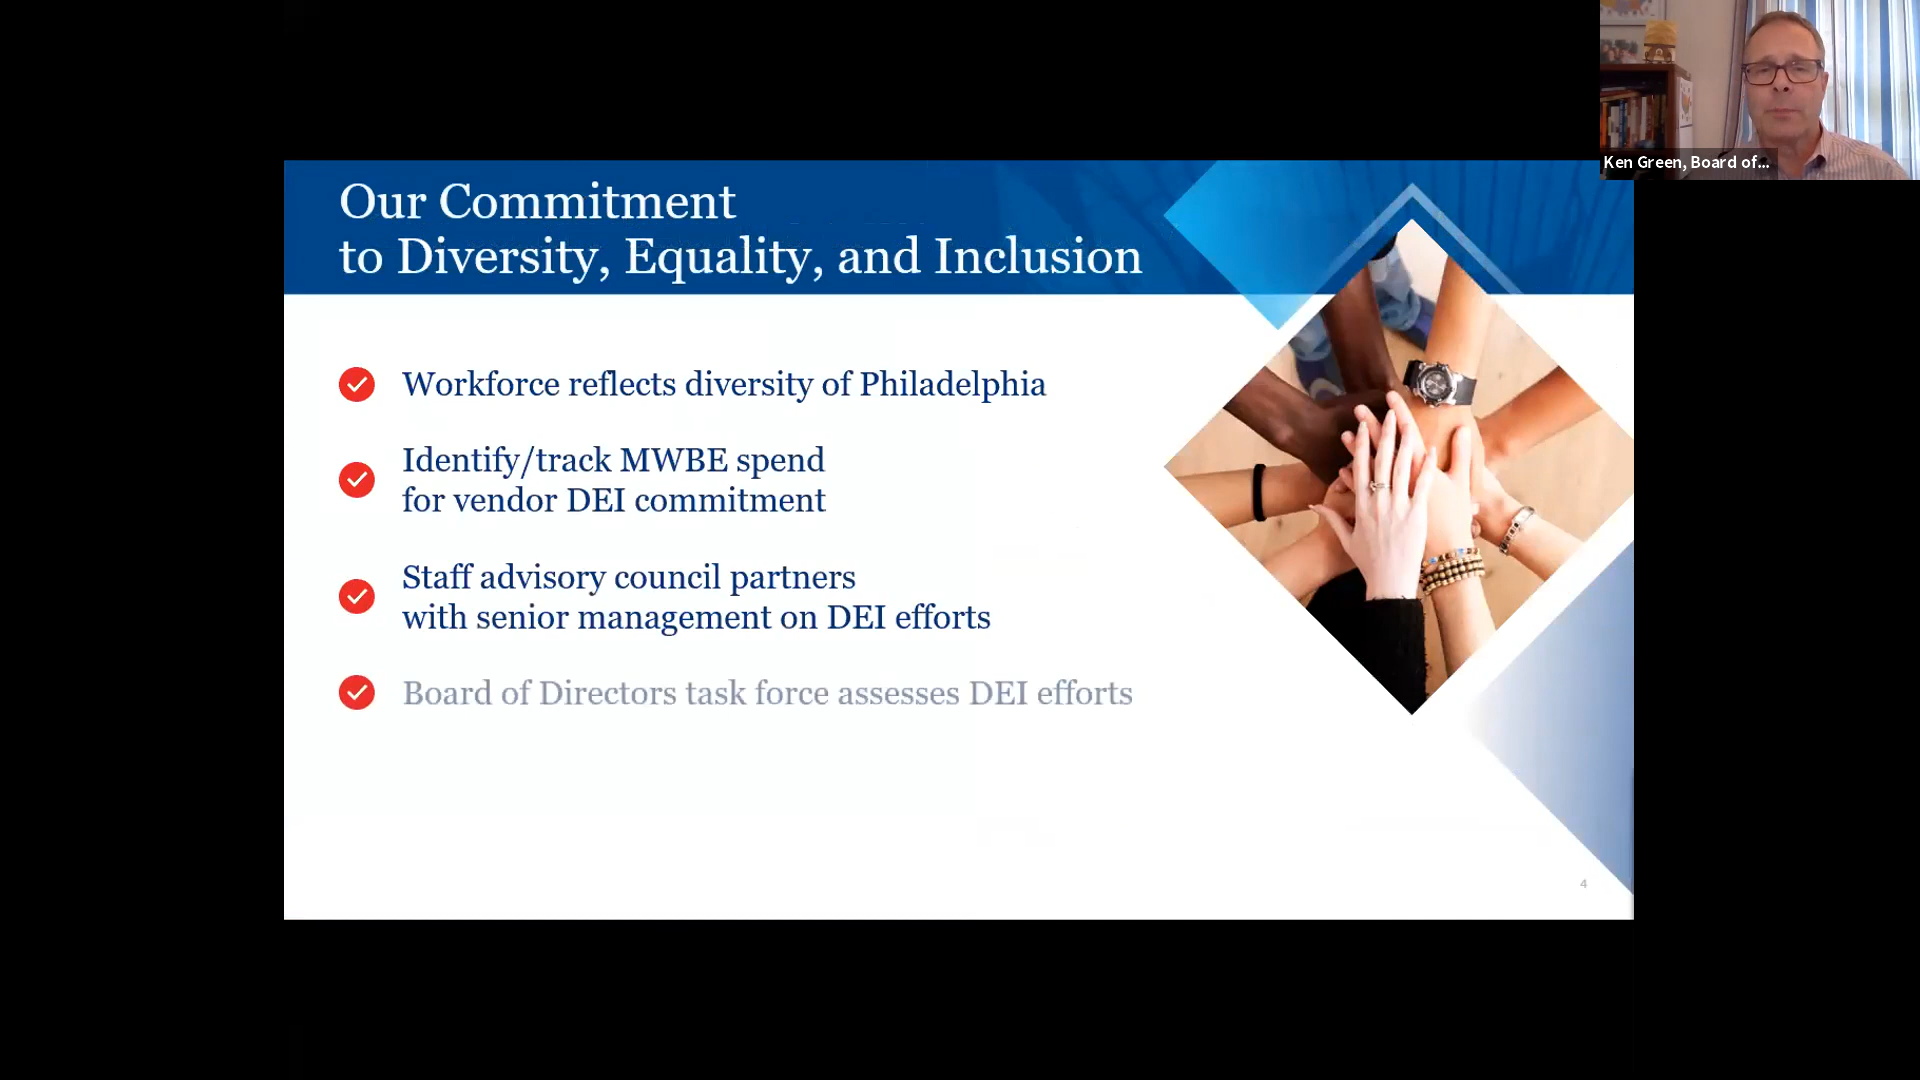 Ken Green, Board of...
Our Commitment
to Diversity, Equality, and Inclusion
Workforce reflects diversity of Philadelphia
Identify/track MWBE spend
for vendor DEI commitment
Staff advisory council partners
with senior management on DEI efforts
Board of Directors task force assesses DEI efforts
4